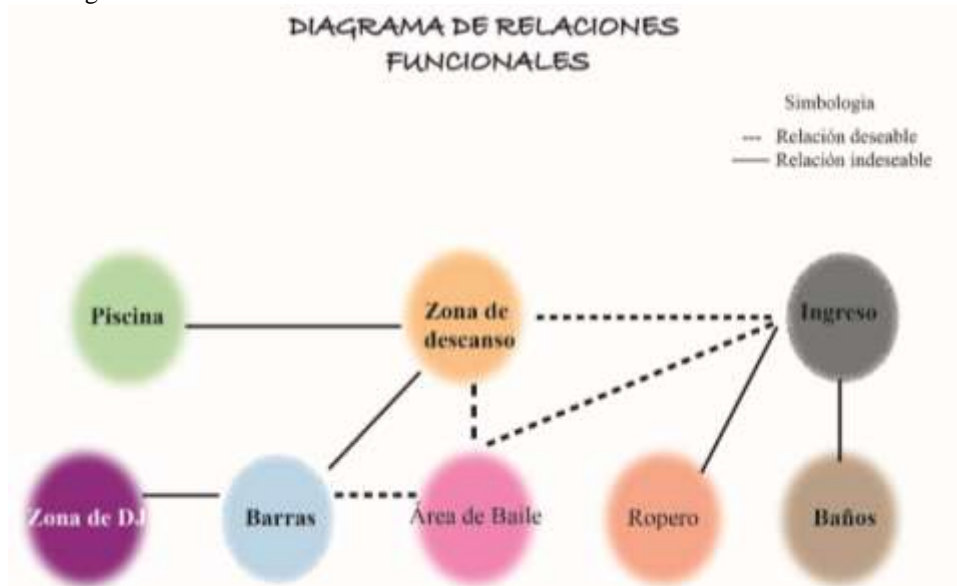 DIAGRAMA DE RELACIONES
FUNCIONALES
Simbologia
Relación deseable
Relación indeseable
Piscina
Zona de
descanso
Ingreso
Zona de DJ
Barras
Área de Baile
Ropero
Baños